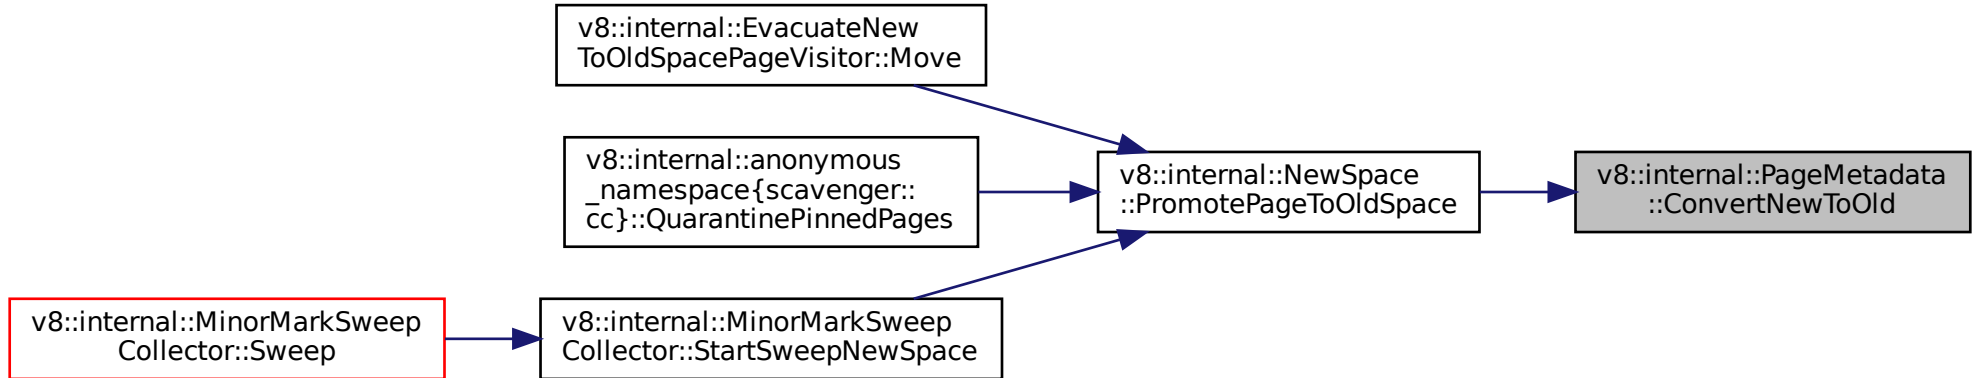 v8::internal::EvacuateNew
ToOldSpacePageVisitor::Move
v8::internal::anonymous
_namespace{scavenger::
cc}::QuarantinePinnedPages
v8::internal::NewSpace
::PromotePageToOldSpace
v8::internal::PageMetadata
::ConvertNewToOld
v8::internal::MinorMarkSweep
Collector::Sweep
v8::internal::MinorMarkSweep
Collector::StartSweepNewSpace